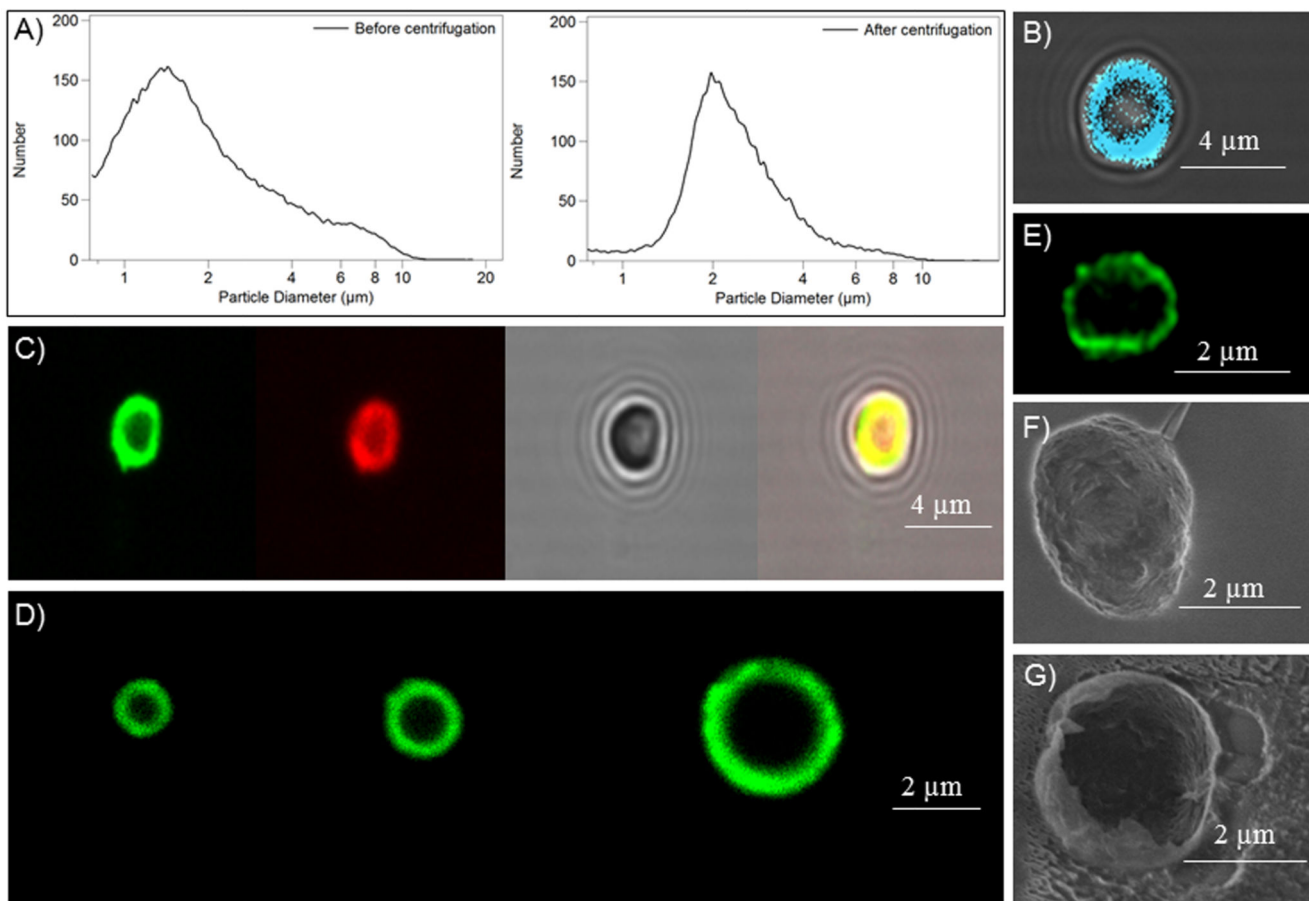 A)
200
150
100
50
0
Number
Before centrifugation
1 2 4 6 8 10 20
Particle Diameter (µm)
200
150
100
50
0
Number
After centrifugation
1 2 4 6 8 10
Particle Diameter (µm)
B)
4 µm
E)
2 µm
C)
4 µm
F)
2 µm
D)
2 µm
G)
2 µm